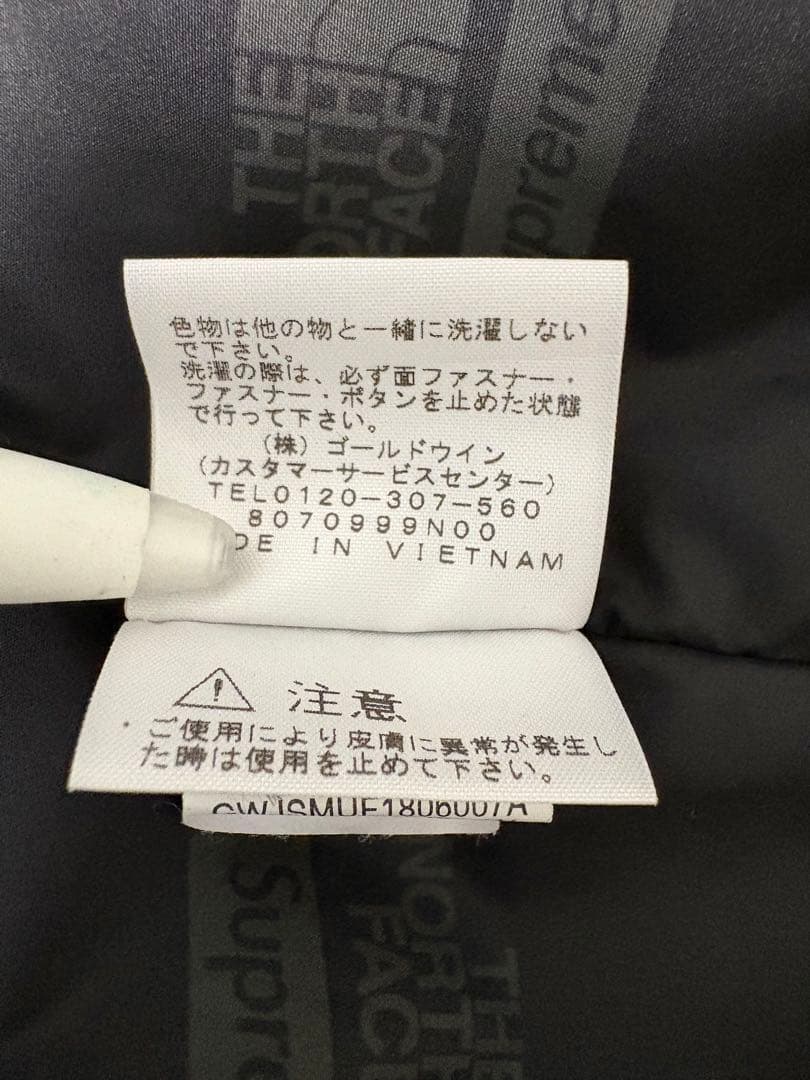 THE
NORTH
FACE
preme
色物は他の物と一緒に洗濯しない
で下さい。
洗濯の際は、必ず面ファスナー・
ファスナー・ボタンを止めた状態
で行って下さい。
(株)ゴールドウイン
(カスタマーサービスセンター)
TEL0120-307-560
8070999N00
DE IN VIETNAM
注意
・ご使用により皮膚に異常が発生し
た時は使用を止めて下さい。
Supre
NORTH
FACE
THE